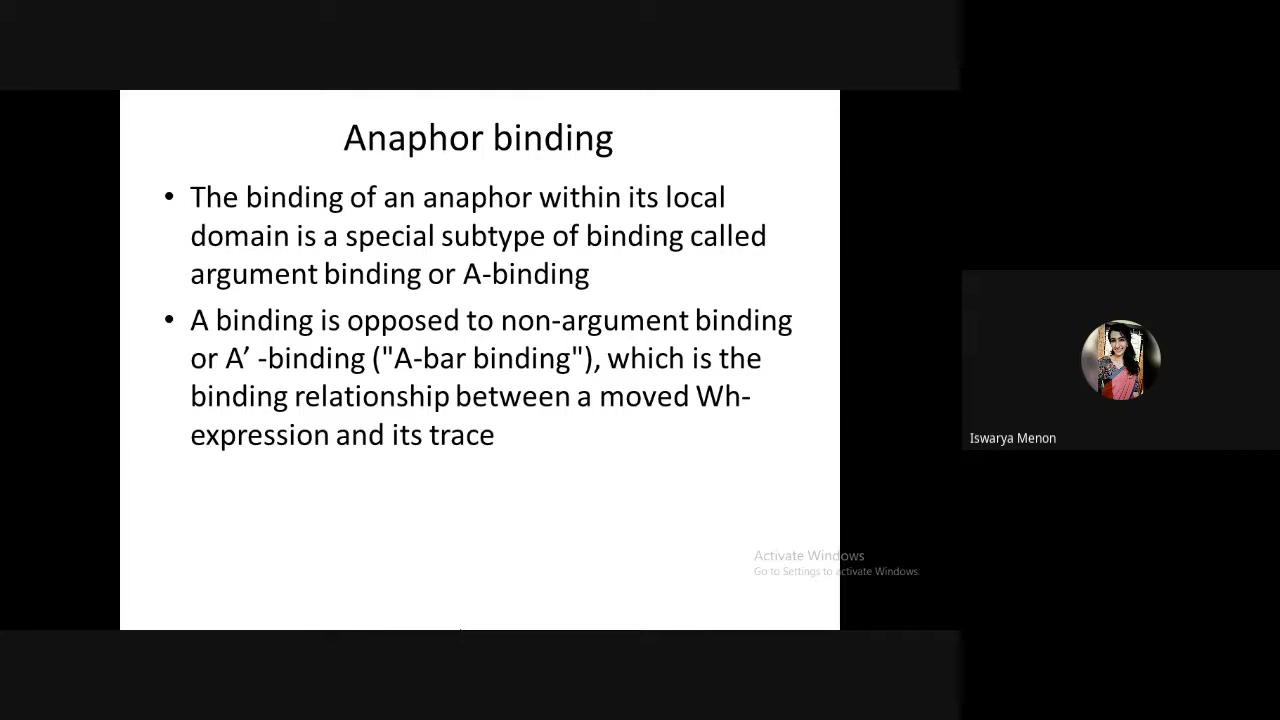 Anaphor binding
• The binding of an anaphor within its local
domain is a special subtype of binding called
argument binding or A-binding
• A binding is opposed to non-argument binding
or A’ -binding ("A-bar binding"), which is the
binding relationship between a moved Wh-
expression and its trace
Iswarya Menon
Activate Windows
Go to Settings to activate Windows.